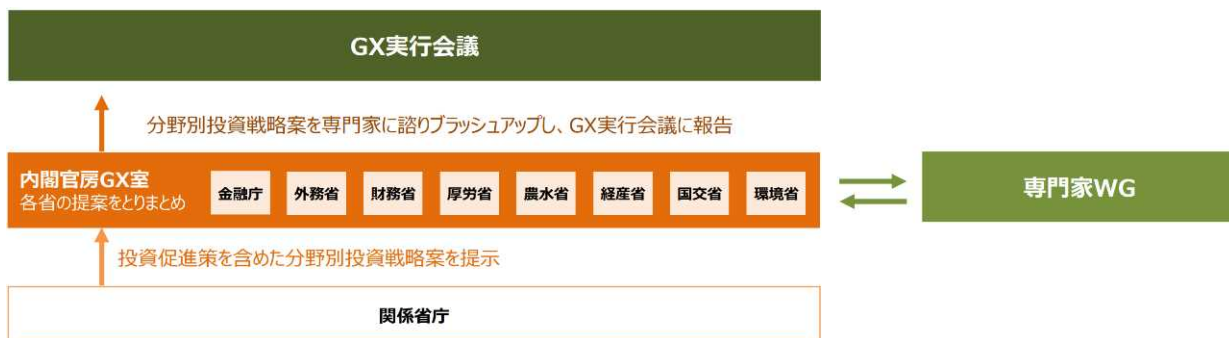 GX実行会議
分野別投資戦略案を専門家に諮りブラッシュアップし、GX実行会議に報告
内閣官房GX室
各省の提案をとりまとめ
金融庁
外務省
財務省
厚労省
農水省
経産省
国交省
環境省
専門家WG
投資促進策を含めた分野別投資戦略案を提示
関係省庁